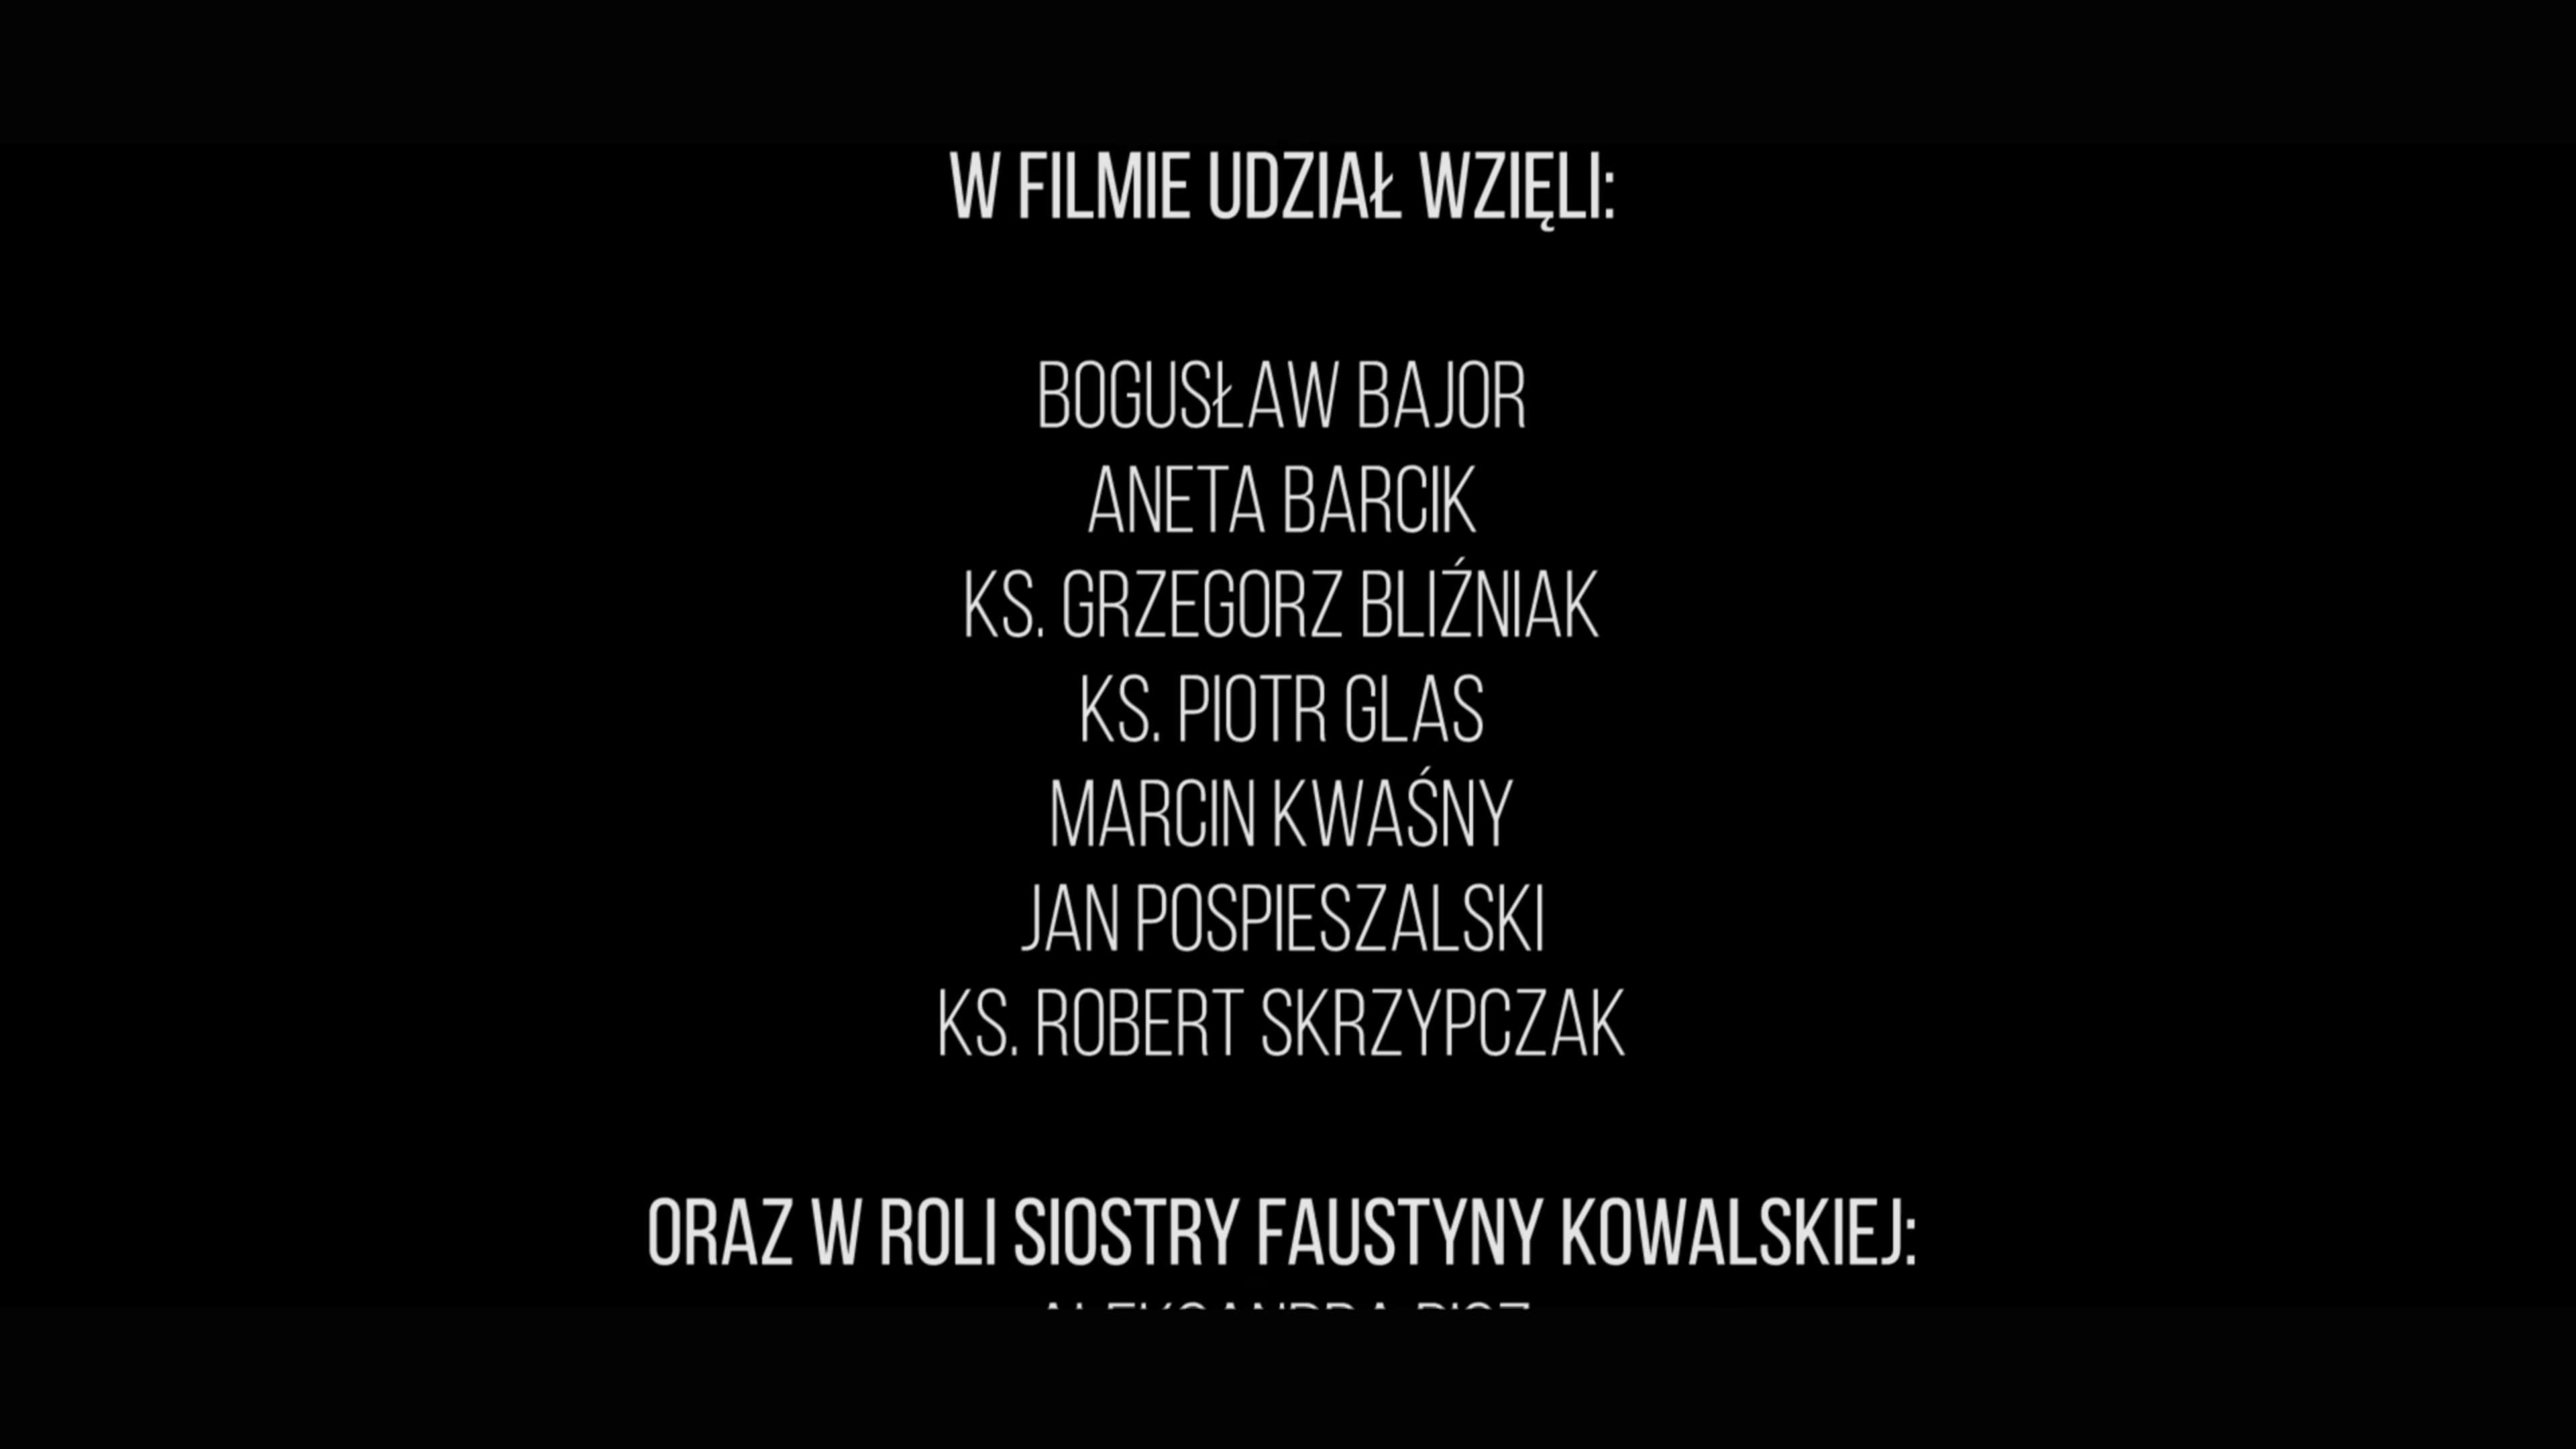 W FILMIE UDZIAŁ WZIĘLI:
BOGUSŁAW BAJOR
ANETA BARCIK
KS. GRZEGORZ BLIŹNIAK
KS. PIOTR GLAS
MARCIN KWAŚNY
JAN POSPIESZALSKI
KS. ROBERT SKRZYPCZAK
ORAZ W ROLI SIOSTRY FAUSTYNY KOWALSKIEJ: